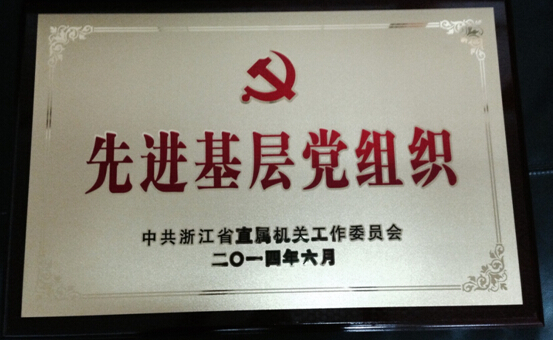 先进基层党组织
中共浙江省直属机关工作委员会
二〇一四年六月